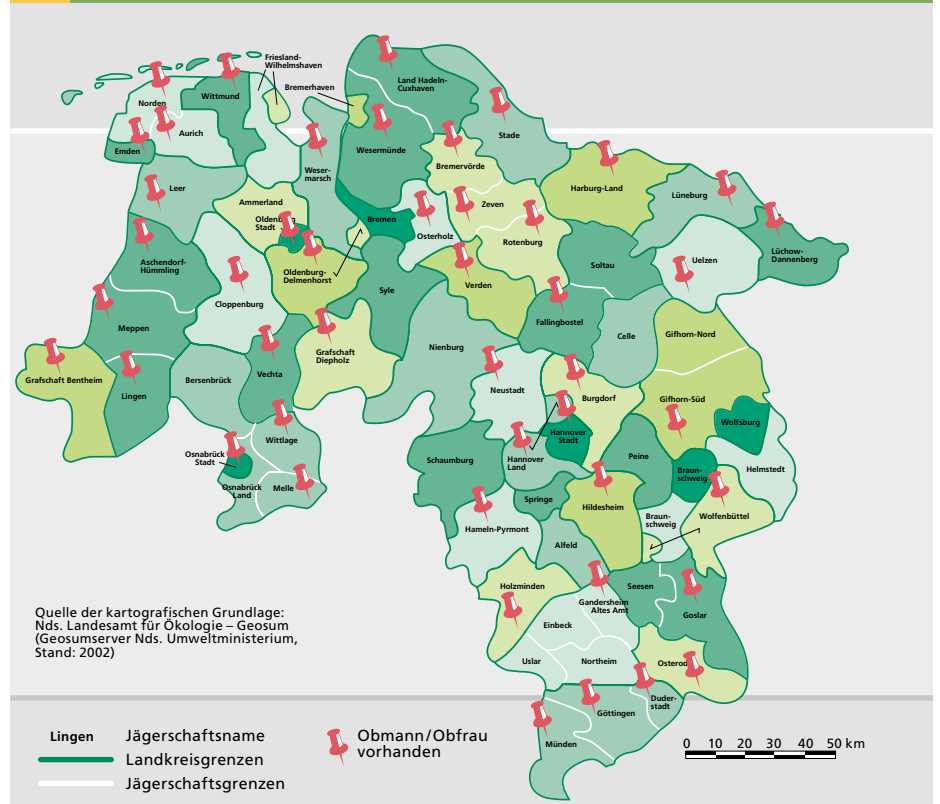 Friesland-
Wilhelmshaven
Land Hadeln-
Cuxhaven
Bremerhaven
Wittmund
Norden
Stade
Aurich
Wesermünde
Emden
Bremervörde
Weser-
marsch
Leer
Harburg-Land
Lüneburg
Ammerland
Zeven
Oldenburg
Stadt
Bremen
Osterholz
Rotenburg
Lüchow-
Dannenberg
Aschendorf-
Hümmling
Oldenburg-
Delmenhorst
Soltau
Uelzen
Verden
Syle
Cloppenburg
Meppen
Fallingbostel
Celle
Gifhorn-Nord
Nienburg
Grafschaft
Diepholz
Vechta
Grafschaft Bentheim
Bersenbrück
Lingen
Neustadt
Burgdorf
Gifhorn-Süd
Wolfsburg
Hannover
Stadt
Wittlage
Osnabrück
Stadt
Schaumburg
Hannover
Land
Peine
Braun-
schweig
Helmstedt
Osnabrück
Land
Melle
Springe
Hildesheim
Braun-
schweig
Wolfenbüttel
Hameln-Pyrmont
Alfeld
Holzminden
Seesen
Gandersheim
Altes Amt
Goslar
Einbeck
Uslar
Northeim
Osterode
Duder-
stadt
Göttingen
Münden
Quelle der kartografischen Grundlage:
Nds. Landesamt für Ökologie – Geosum
(Geosumserver Nds. Umweltministerium,
Stand: 2002)
Lingen Jägerschaftsname
Landkreisgrenzen
Jägerschaftsgrenzen
Obmann/Obfrau
vorhanden
0 10 20 30 40 50 km